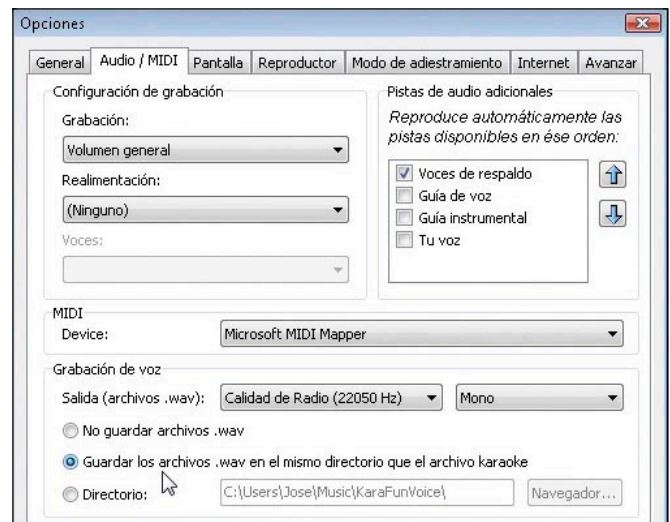 Opciones
General Audio / MIDI Pantalla Reproductor Modo de adiestramiento Internet Avanzar
Configuración de grabación
Grabación:
Volumen general
Realimentación:
(Ninguno)
Voces:
Pistas de audio adicionales
Reproduce automáticamente las
pistas disponibles en ése orden:
Voces de respaldo
Guía de voz
Guía instrumental
Tu voz
MIDI
Device: Microsoft MIDI Mapper
Grabación de voz
Salida (archivos .wav): Calidad de Radio (22050 Hz) Mono
No guardar archivos .wav
Guardar los archivos .wav en el mismo directorio que el archivo karaoke
Directorio: C:\Users\Jose\Music\KaraFunVoice\ Navegador...